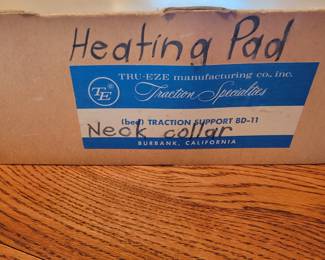 Heating Pad
TRU-EZE manufacturing co., inc.
TE ® Traction Specialties
(bed) TRACTION SUPPORT BD-11
Neck collar
BURBANK, CALIFORNIA